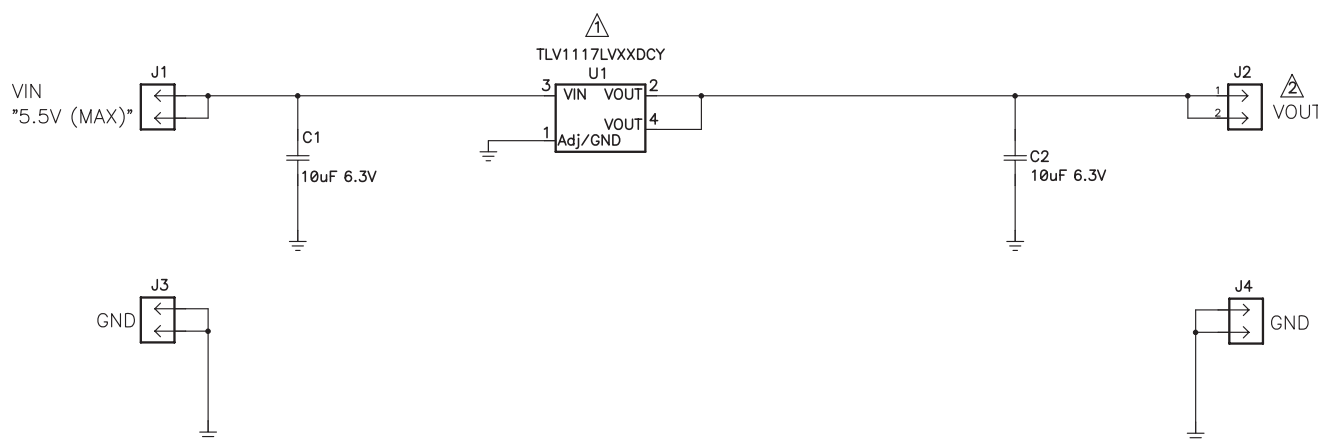 1
TLV1117LVXXDCY
U1
J1
VIN
"5.5V (MAX)"
3
VIN
VOUT
2
VOUT
4
1
Adj/GND
J2
2
1
2
VOUT
C1
10uF 6.3V
C2
10uF 6.3V
J3
GND
J4
GND